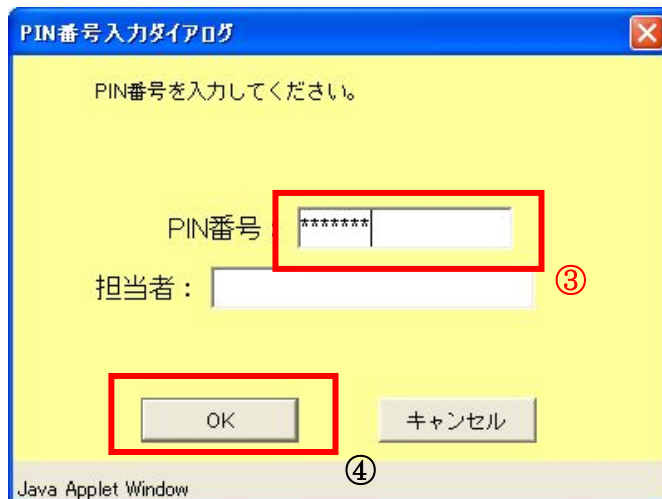 PIN番号入力ダイアログ
PIN番号を入力してください。
PIN番号： *******
担当者：
③
OK キャンセル
④
Java Applet Window